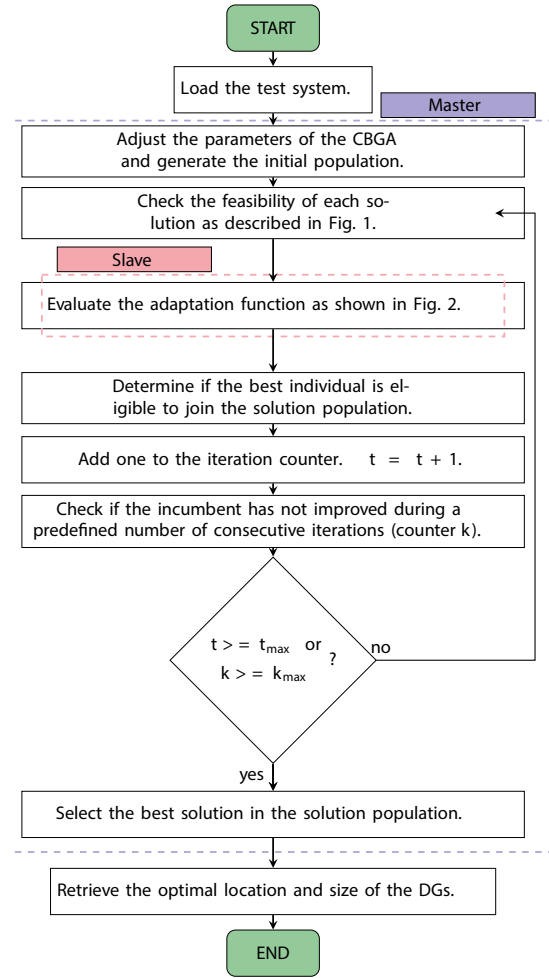 START
Load the test system.
Master
Adjust the parameters of the CBGA
and generate the initial population.
Check the feasibility of each so-
lution as described in Fig. 1.
Slave
Evaluate the adaptation function as shown in Fig. 2.
Determine if the best individual is el-
igible to join the solution population.
Add one to the iteration counter. t = t + 1.
Check if the incumbent has not improved during a
predefined number of consecutive iterations (counter k).
t >= tmax or
k >= kmax
?
no
yes
Select the best solution in the solution population.
Retrieve the optimal location and size of the DGs.
END